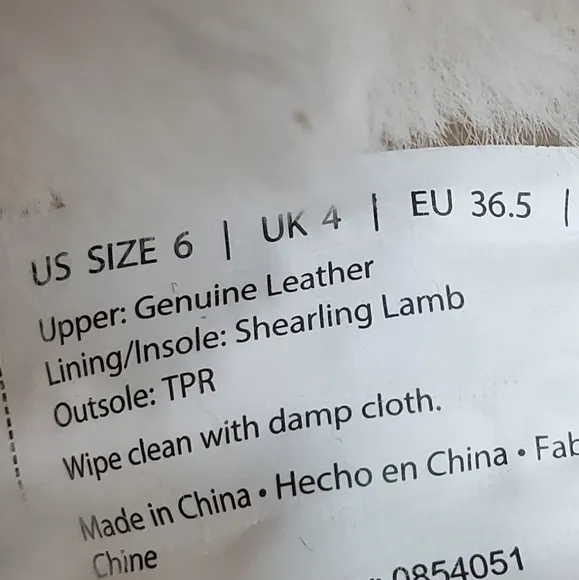 US SIZE 6 | UK 4 | EU 36.5 |
Upper: Genuine Leather
Lining/Insole: Shearling Lamb
Outsole: TPR
Wipe clean with damp cloth.
Made in China • Hecho en China • Fab
Chine
0854051